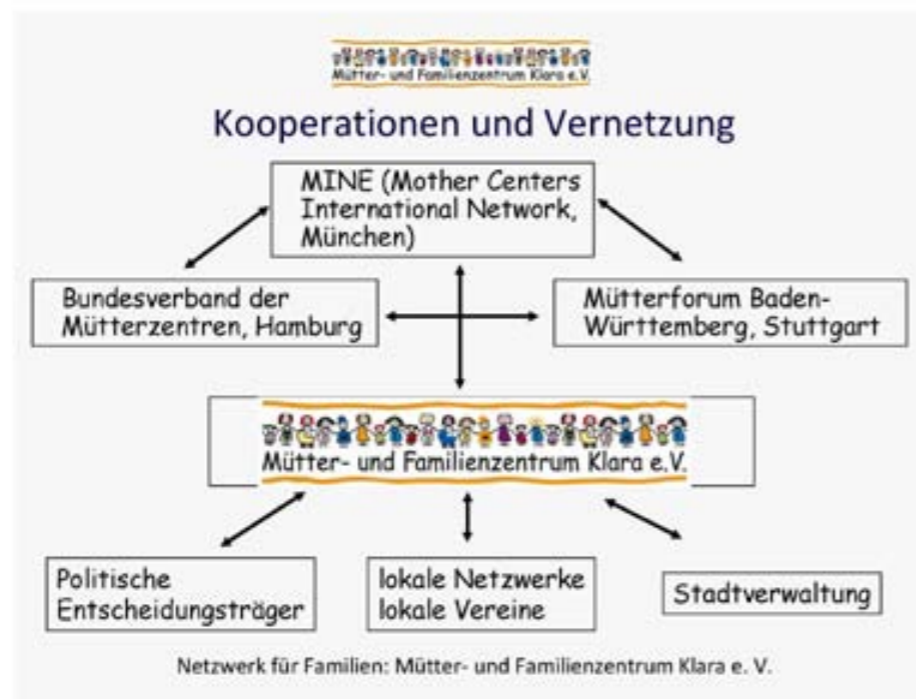 Mütter- und Familienzentrum Klara e.V.
Kooperationen und Vernetzung
MINE (Mother Centers
International Network,
München)
Bundesverband der
Mütterzentren, Hamburg
Mütterforum Baden-
Württemberg, Stuttgart
Mütter- und Familienzentrum Klara e.V.
Politische
Entscheidungsträger
lokale Netzwerke
lokale Vereine
Stadtverwaltung
Netzwerk für Familien: Mütter- und Familienzentrum Klara e. V.